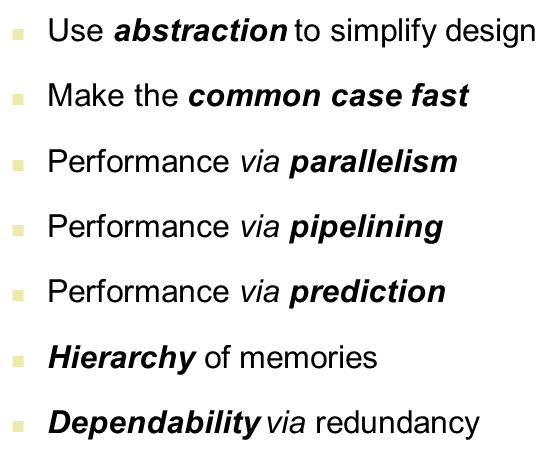 Use abstraction to simplify design
Make the common case fast
Performance via parallelism
Performance via pipelining
Performance via prediction
Hierarchy of memories
Dependability via redundancy